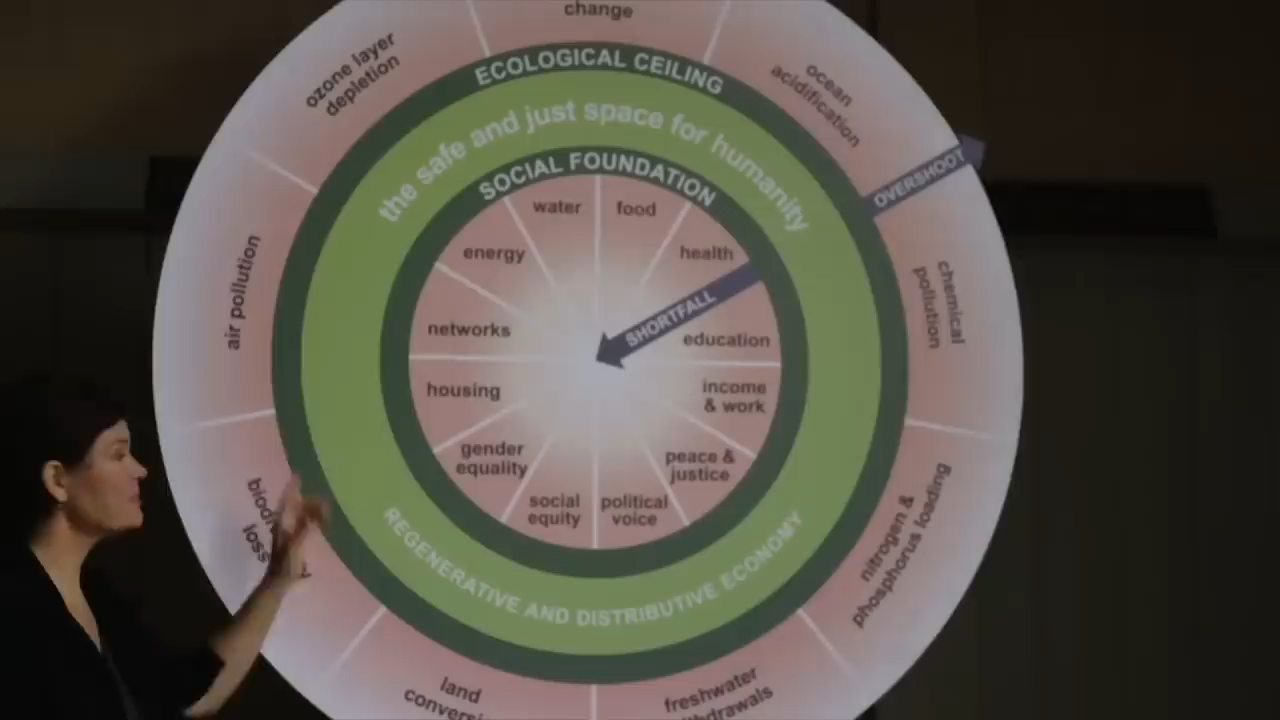 change
ozone layer
depletion
ECOLOGICAL CEILING
ocean
acidification
the safe and just space for humanity
SOCIAL FOUNDATION
OVERSHOOT
water
food
energy
health
air pollution
chemical
pollution
SHORTFALL
networks
education
housing
income
& work
gender
equality
peace &
justice
social
equity
political
voice
nitrogen &
phosphorus loading
loss
REGENERATIVE AND DISTRIBUTIVE ECONOMY
land
freshwater